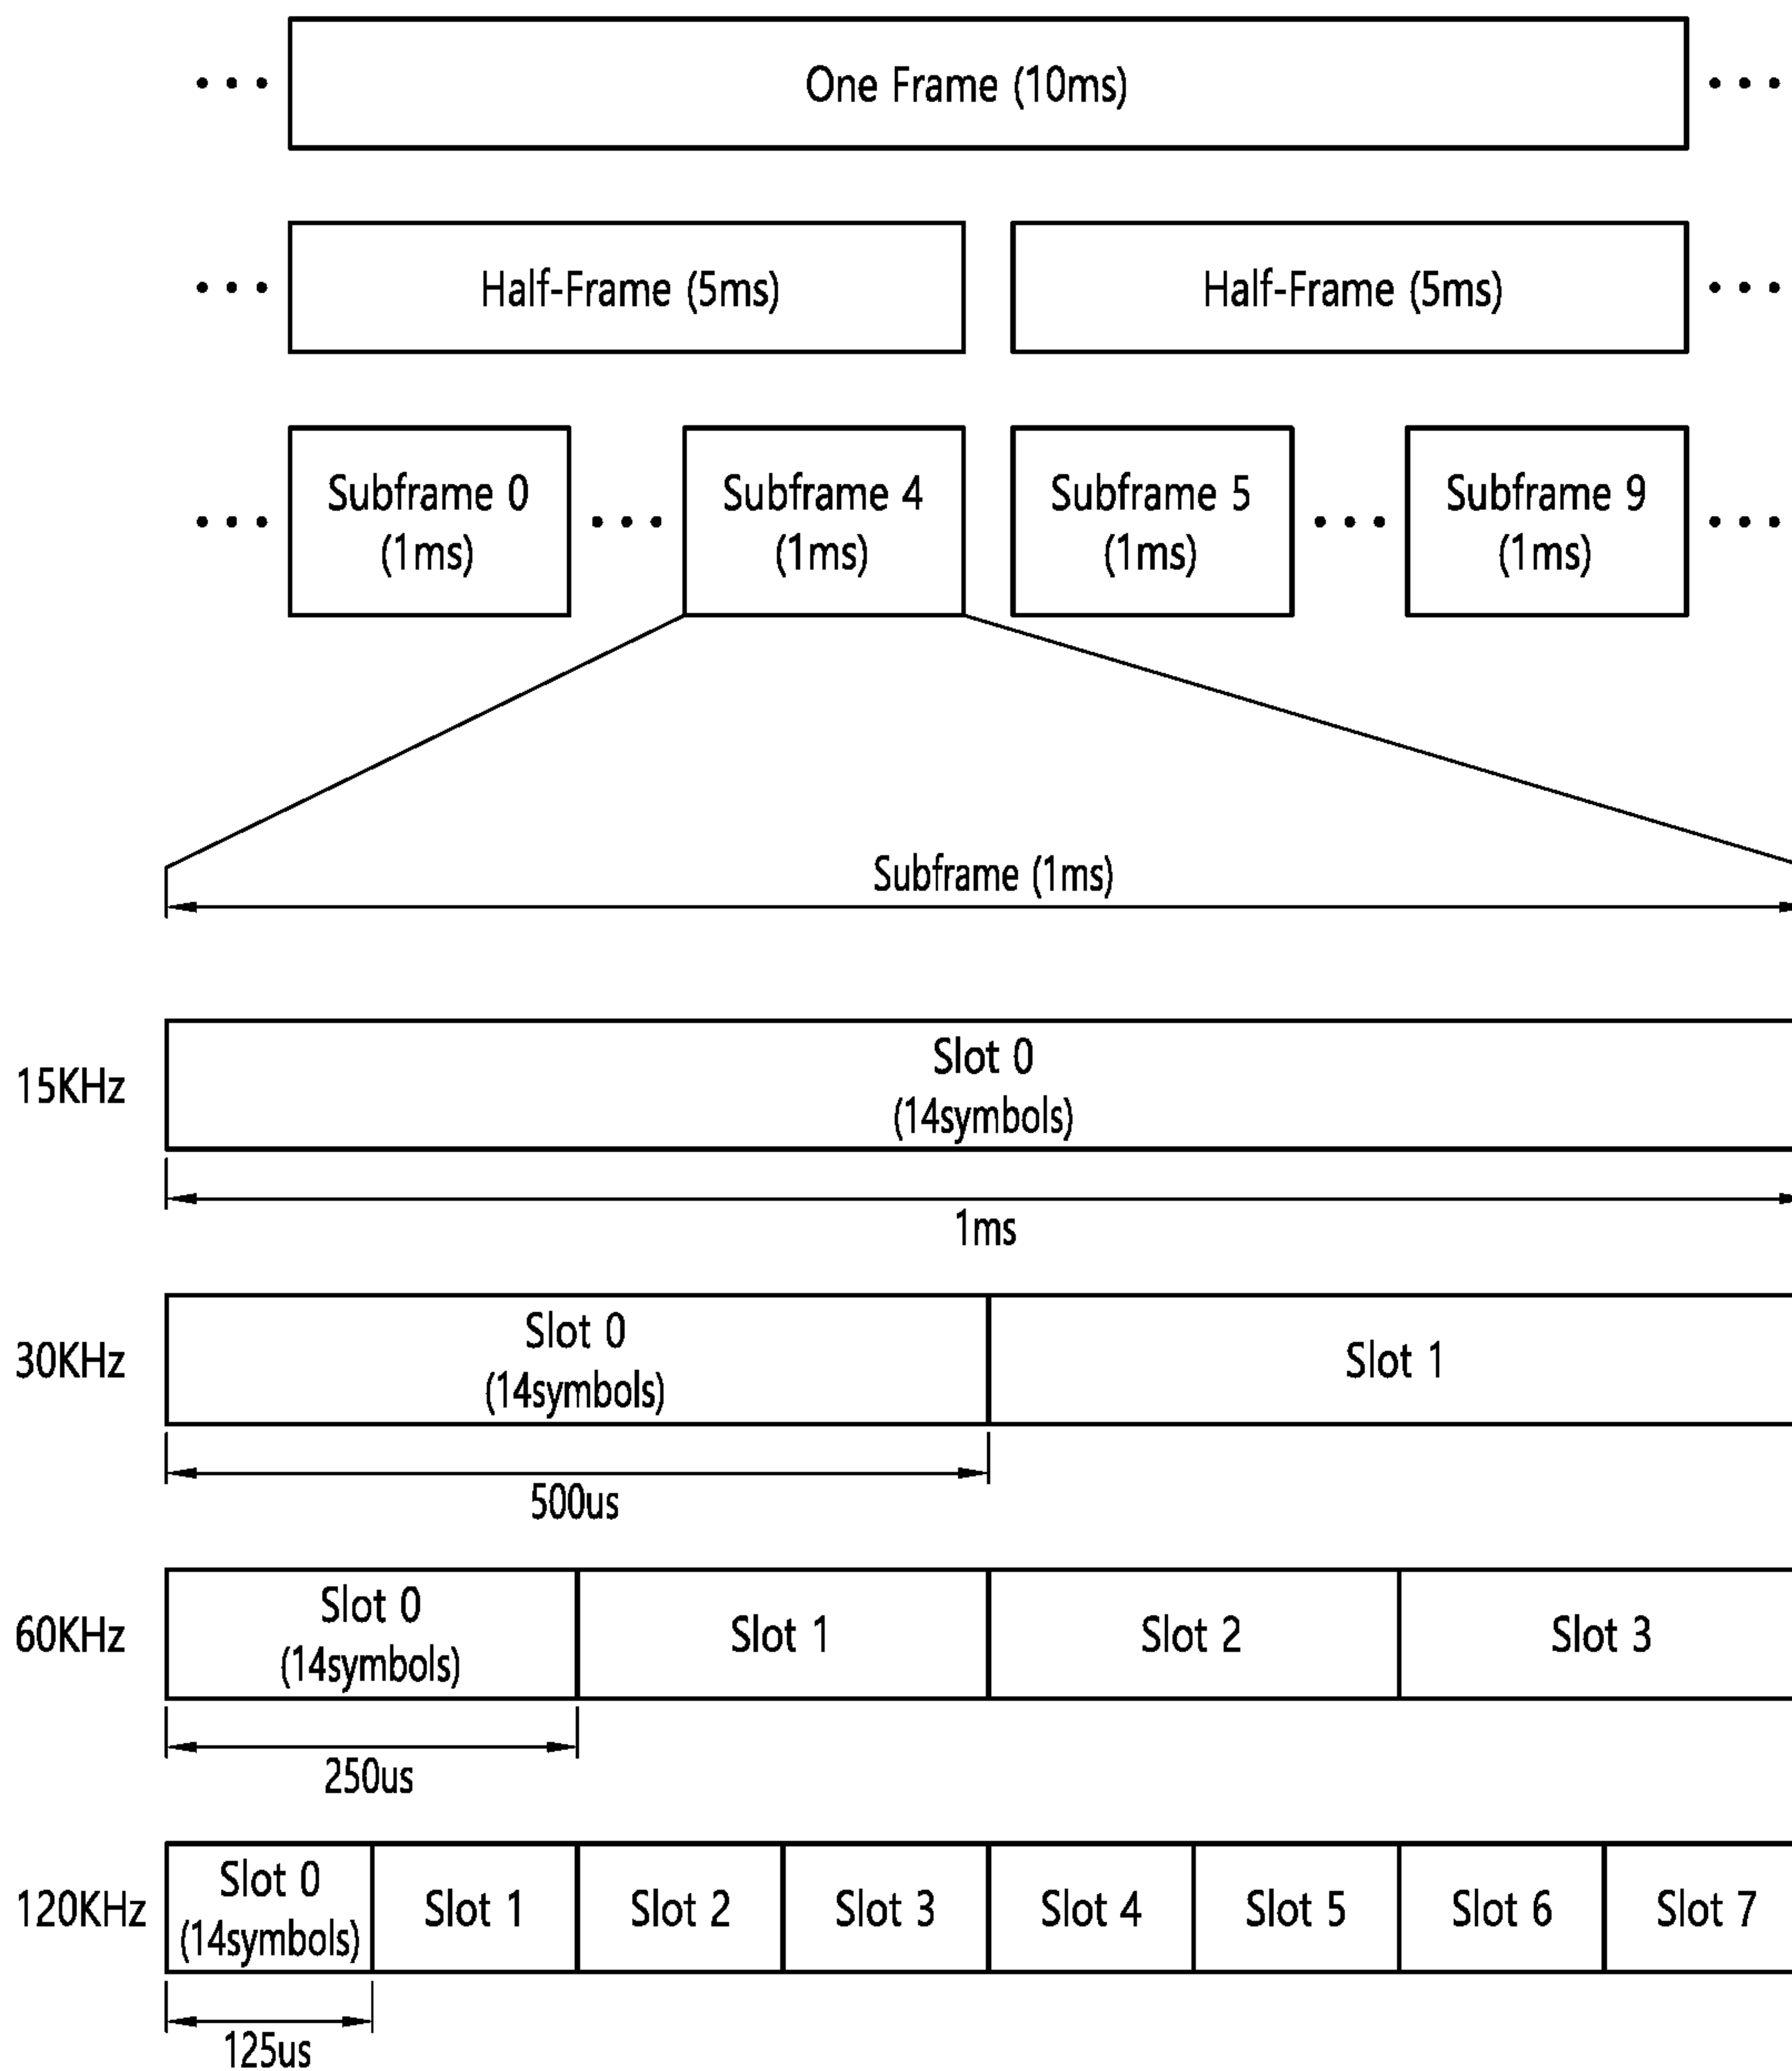 One Frame (10ms)
Half-Frame (5ms)
Half-Frame (5ms)
Subframe 0
(1ms)
Subframe 4
(1ms)
Subframe 5
(1ms)
Subframe 9
(1ms)
Subframe (1ms)
15KHz
Slot 0
(14symbols)
1ms
30KHz
Slot 0
(14symbols)
Slot 1
500us
60KHz
Slot 0
(14symbols)
Slot 1
Slot 2
Slot 3
250us
120KHz
Slot 0
(14symbols)
Slot 1
Slot 2
Slot 3
Slot 4
Slot 5
Slot 6
Slot 7
125us